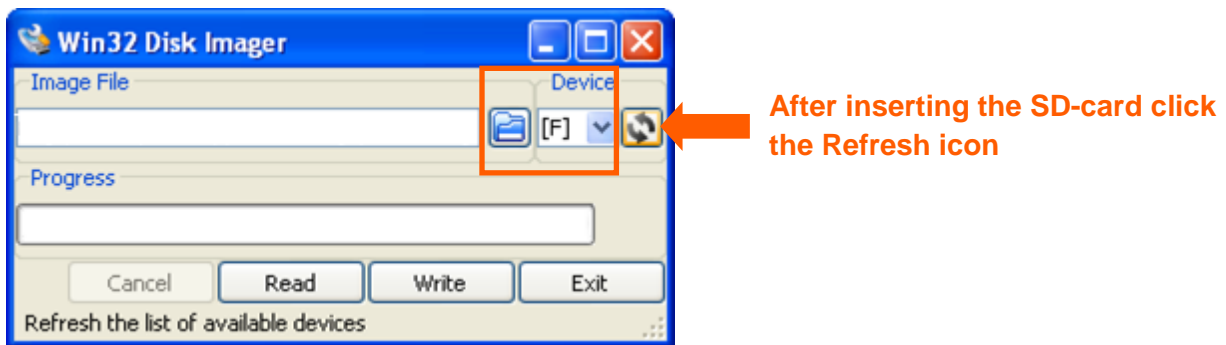 Win32 Disk Imager
Image File
Device
[F]
After inserting the SD-card click
the Refresh icon
Progress
Cancel
Read
Write
Exit
Refresh the list of available devices